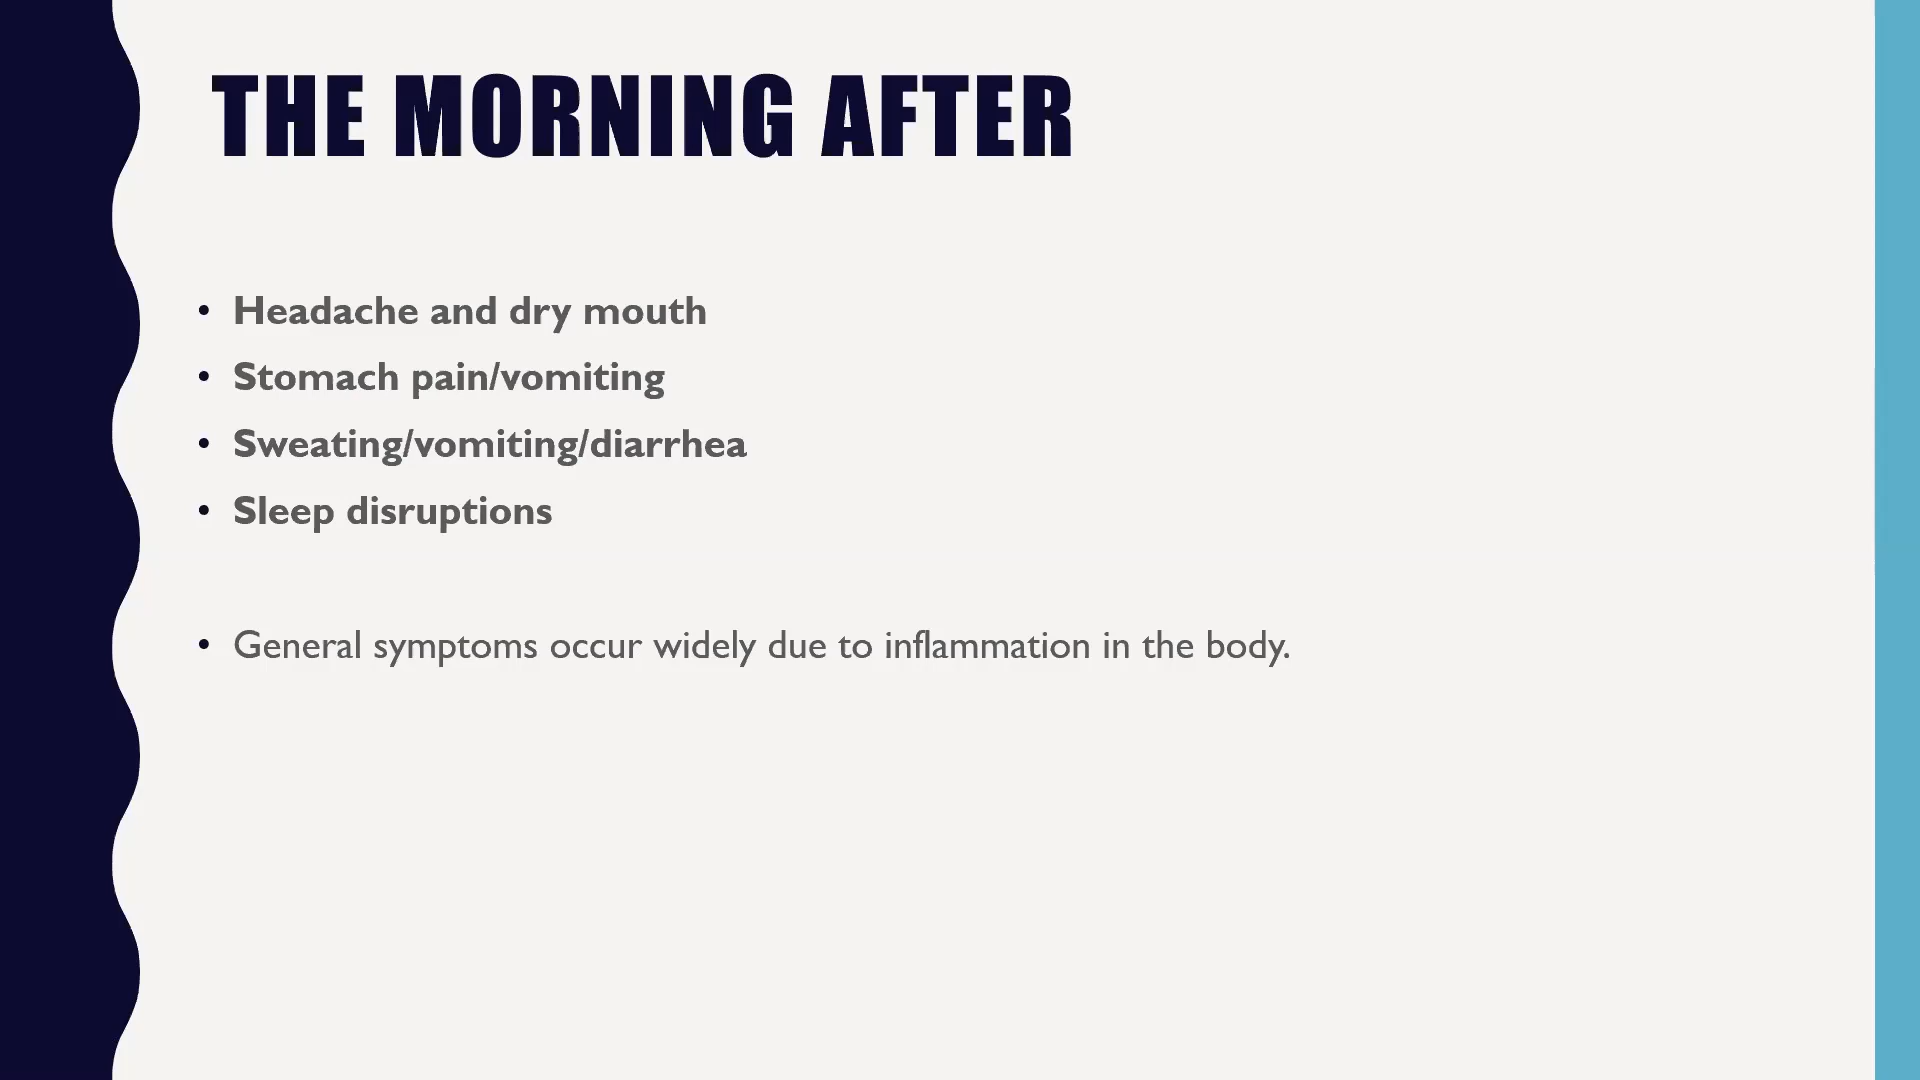 THE MORNING AFTER
• Headache and dry mouth
• Stomach pain/vomiting
• Sweating/vomiting/diarrhea
• Sleep disruptions
• General symptoms occur widely due to inflammation in the body.